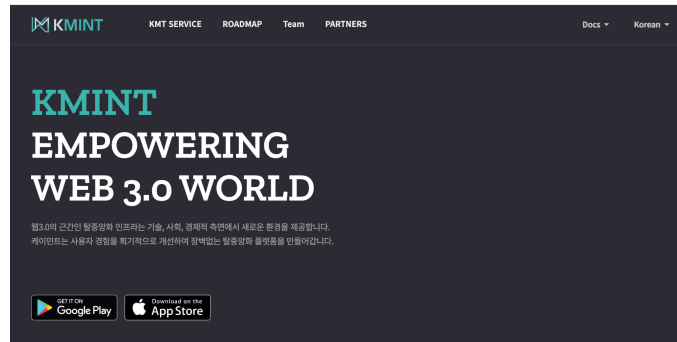 KMINT
KMT SERVICE ROADMAP Team PARTNERS Docs Korean
KMINT
EMPOWERING
WEB 3.0 WORLD
웹3.0의 근간인 탈중앙화 인프라는 기술, 사회, 경제적 측면에서 새로운 환경을 제공합니다.
케이민트는 사용자 경험을 획기적으로 개선하여 장벽없는 탈중앙화 플랫폼을 만들어갑니다.
GET IT ON
Google Play
Download on the
App Store